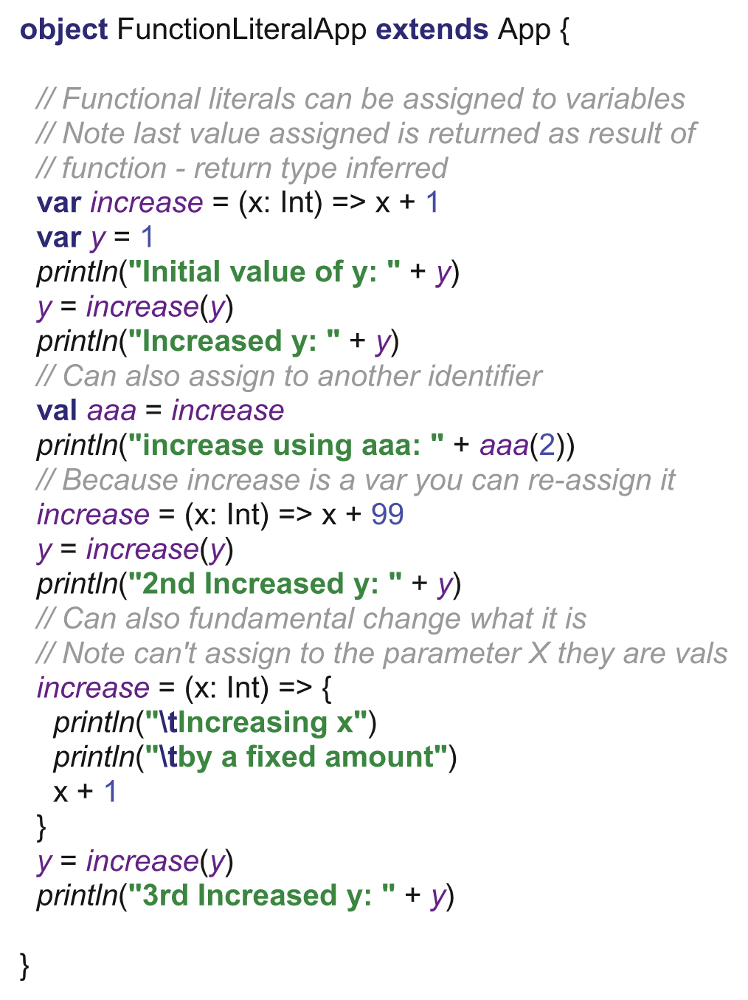 object FunctionLiteralApp extends App {
// Functional literals can be assigned to variables
// Note last value assigned is returned as result of
// function - return type inferred
var increase = (x: Int) => x + 1
var y = 1
println("Initial value of y: " + y)
y = increase(y)
println("Increased y: " + y)
// Can also assign to another identifier
val aaa = increase
println("increase using aaa: " + aaa(2))
// Because increase is a var you can re-assign it
increase = (x: Int) => x + 99
y = increase(y)
println("2nd Increased y: " + y)
// Can also fundamental change what it is
// Note can't assign to the parameter X they are vals
increase = (x: Int) => {
println("\tIncreasing x")
println("\tby a fixed amount")
x + 1
}
y = increase(y)
println("3rd Increased y: " + y)
}